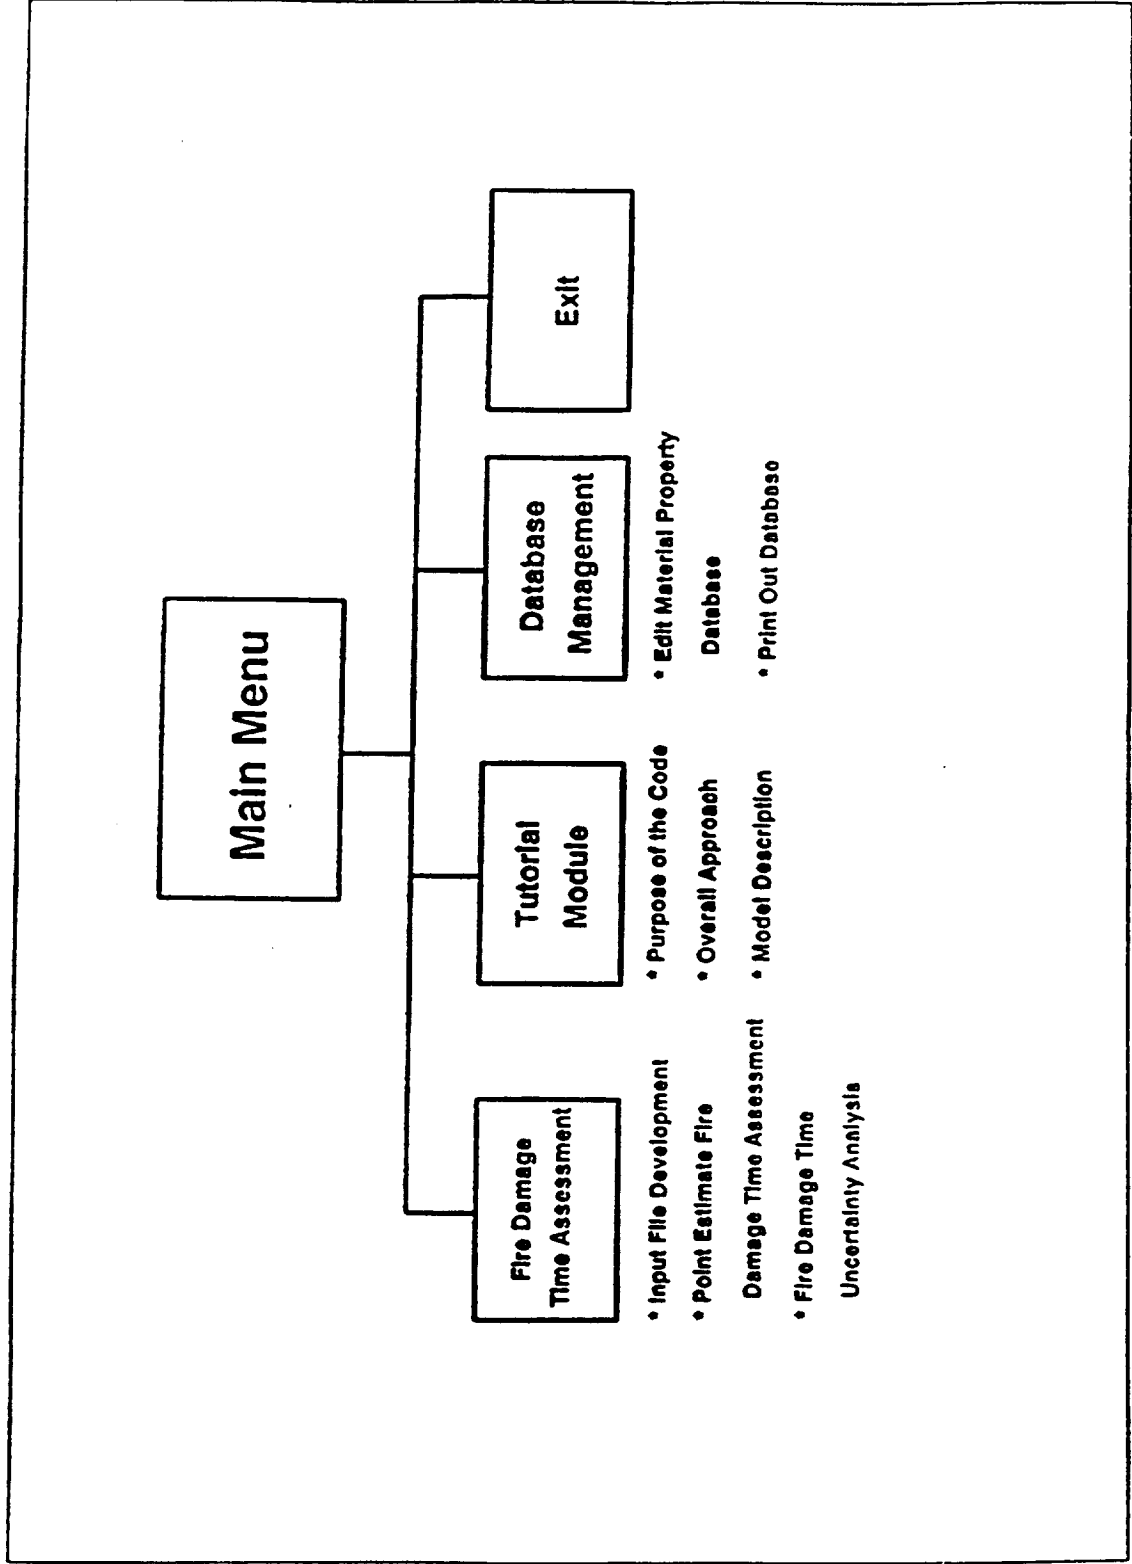 Main Menu
Fire Damage
Time Assessment
* Input File Development
* Point Estimate Fire
Damage Time Assessment
* Fire Damage Time
Uncertainty Analysis
Tutorial
Module
* Purpose of the Code
* Overall Approach
* Model Description
Database
Management
* Edit Material Property
Database
* Print Out Database
Exit